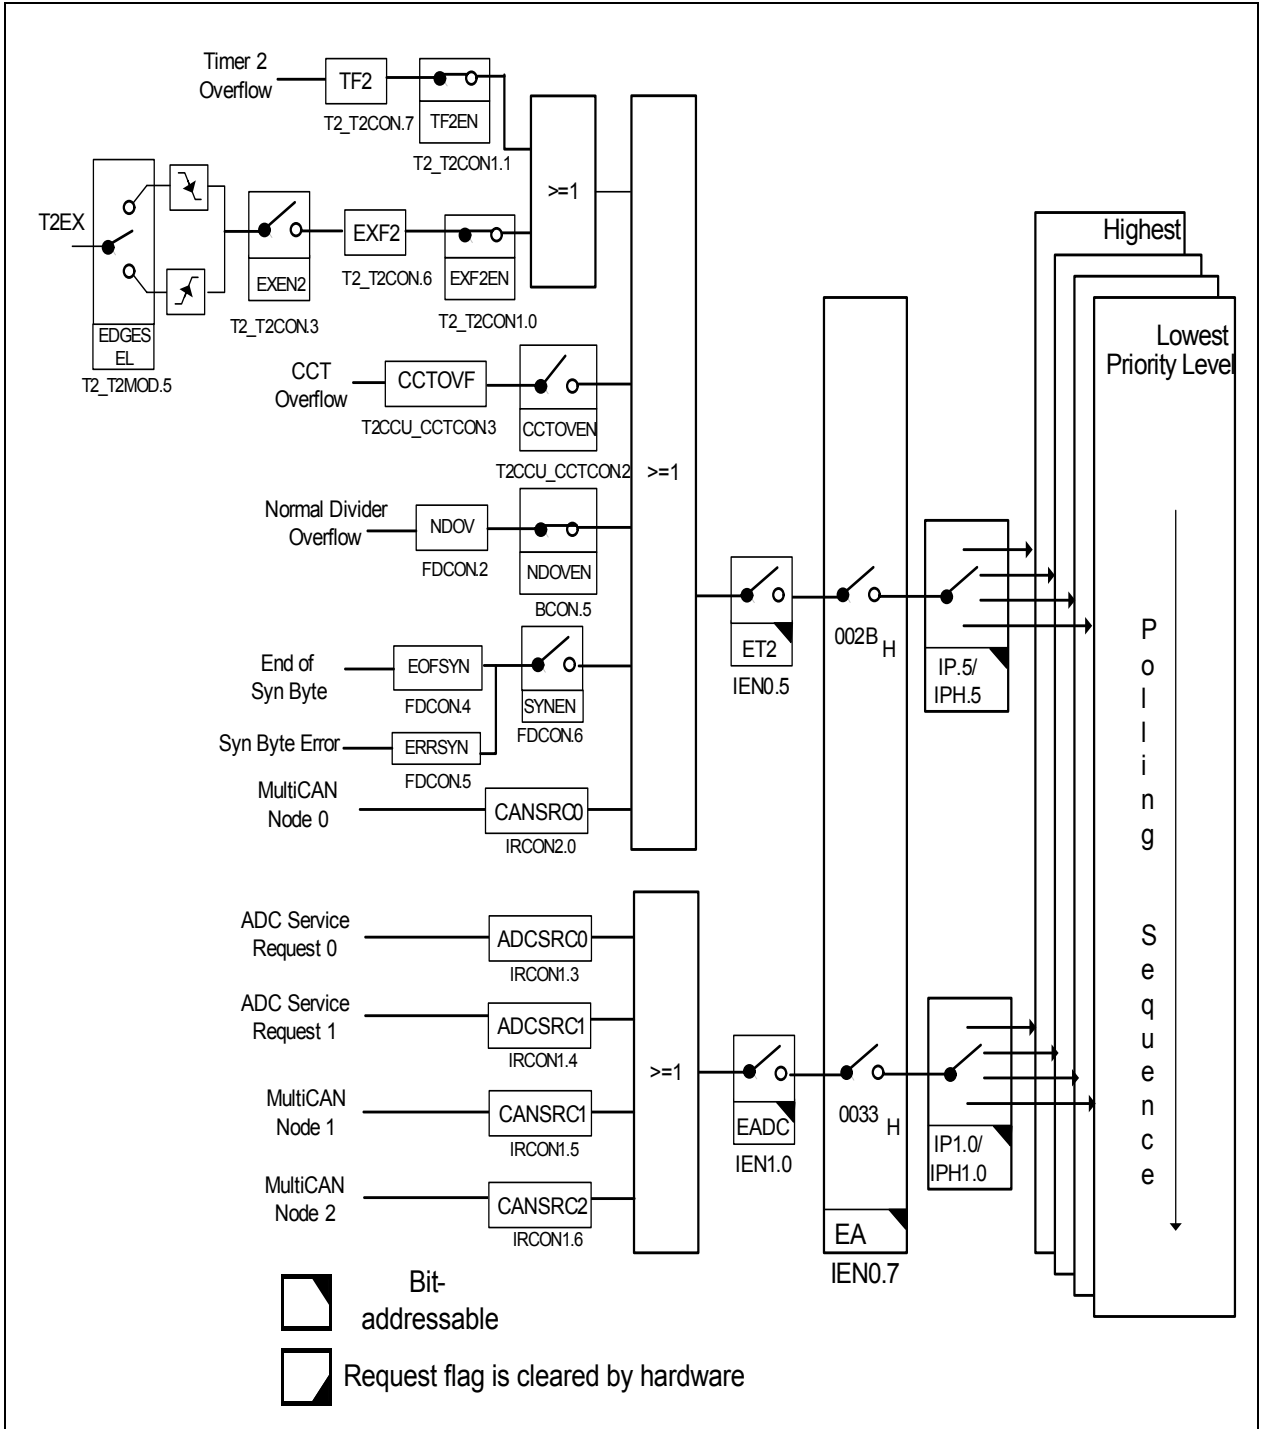 Timer 2
Overflow
TF2
T2_T2CON.7
TF2EN
T2_T2CON1.1
>=1
T2EX
EDGES
EL
T2_T2MOD.5
EXEN2
T2_T2CON.3
EXF2
T2_T2CON.6
EXF2EN
T2_T2CON1.0
CCT
Overflow
CCTOVF
T2CCU_CCTCON.3
CCTOVEN
T2CCU_CCTCON.2
>=1
Normal Divider
Overflow
NDOV
FDCON.2
NDOVEN
BCON.5
End of
Syn Byte
EOFSYN
FDCON.4
SYNEN
FDCON.6
Syn Byte Error
ERRSYN
FDCON.5
MultiCAN
Node 0
CANSRC0
IRCON2.0
ET2
IEN0.5
002B H
IP.5/
IPH.5
Highest
Lowest
Priority Level
Polling Sequence
ADC Service
Request 0
ADCSRC0
IRCON1.3
ADC Service
Request 1
ADCSRC1
IRCON1.4
MultiCAN
Node 1
CANSRC1
IRCON1.5
MultiCAN
Node 2
CANSRC2
IRCON1.6
>=1
EADC
IEN1.0
0033 H
IP1.0/
IPH1.0
EA
IEN0.7
Bit-
addressable
Request flag is cleared by hardware